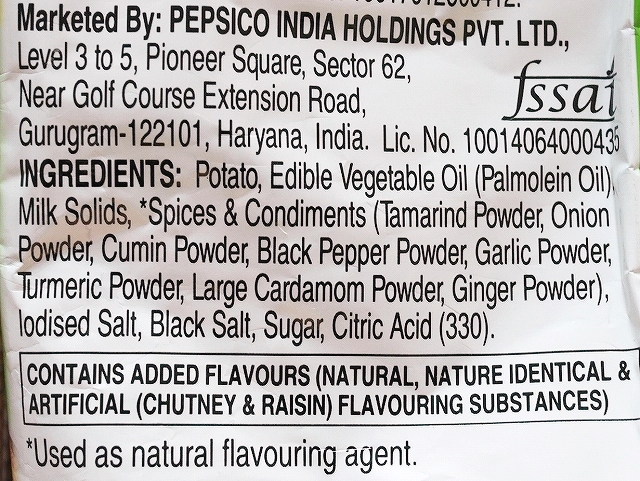 Marketed By: PEPSICO INDIA HOLDINGS PVT. LTD.,
Level 3 to 5, Pioneer Square, Sector 62,
Near Golf Course Extension Road,
fssai
Gurugram-122101, Haryana, India. Lic. No. 10014064000435
INGREDIENTS: Potato, Edible Vegetable Oil (Palmolein Oil),
Milk Solids, *Spices & Condiments (Tamarind Powder, Onion
Powder, Cumin Powder, Black Pepper Powder, Garlic Powder,
Turmeric Powder, Large Cardamom Powder, Ginger Powder),
Iodised Salt, Black Salt, Sugar, Citric Acid (330).
CONTAINS ADDED FLAVOURS (NATURAL, NATURE IDENTICAL &
ARTIFICIAL (CHUTNEY & RAISIN) FLAVOURING SUBSTANCES)
*Used as natural flavouring agent.